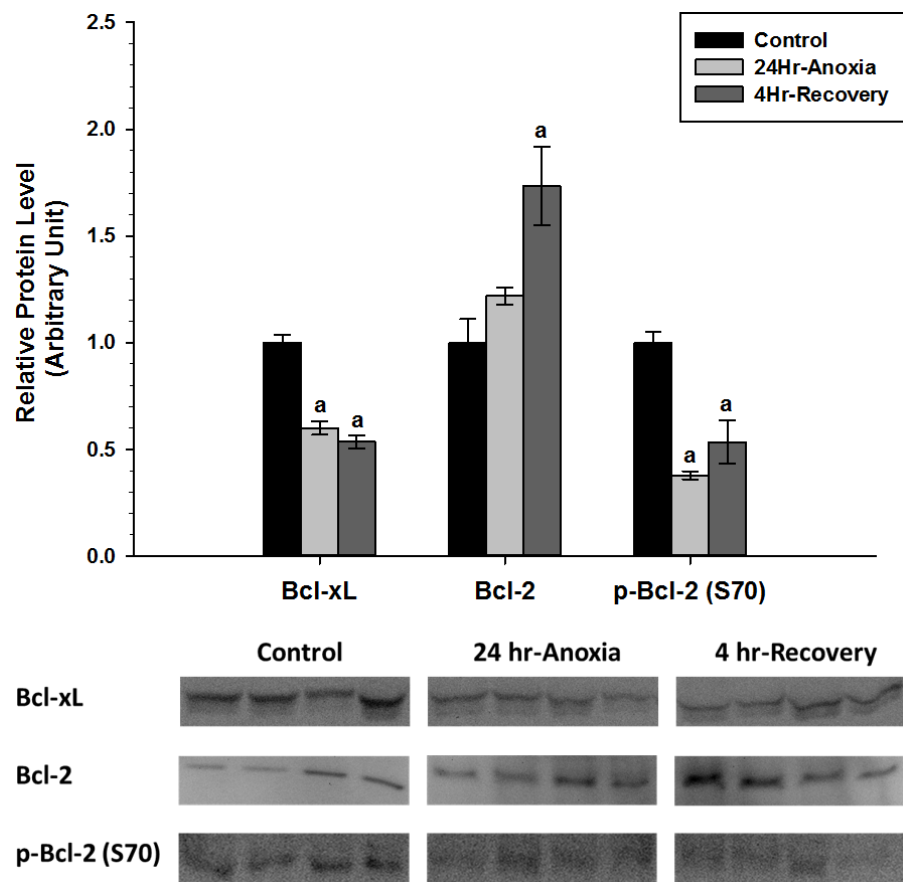 Relative Protein Level
(Arbitrary Unit)
2.5
2.0
1.5
1.0
0.5
0.0
Control
24Hr-Anoxia
4Hr-Recovery
a
a
a
a
a
Bcl-xL
Bcl-2
p-Bcl-2 (S70)
Control
24 hr-Anoxia
4 hr-Recovery
Bcl-xL
Bcl-2
p-Bcl-2 (S70)